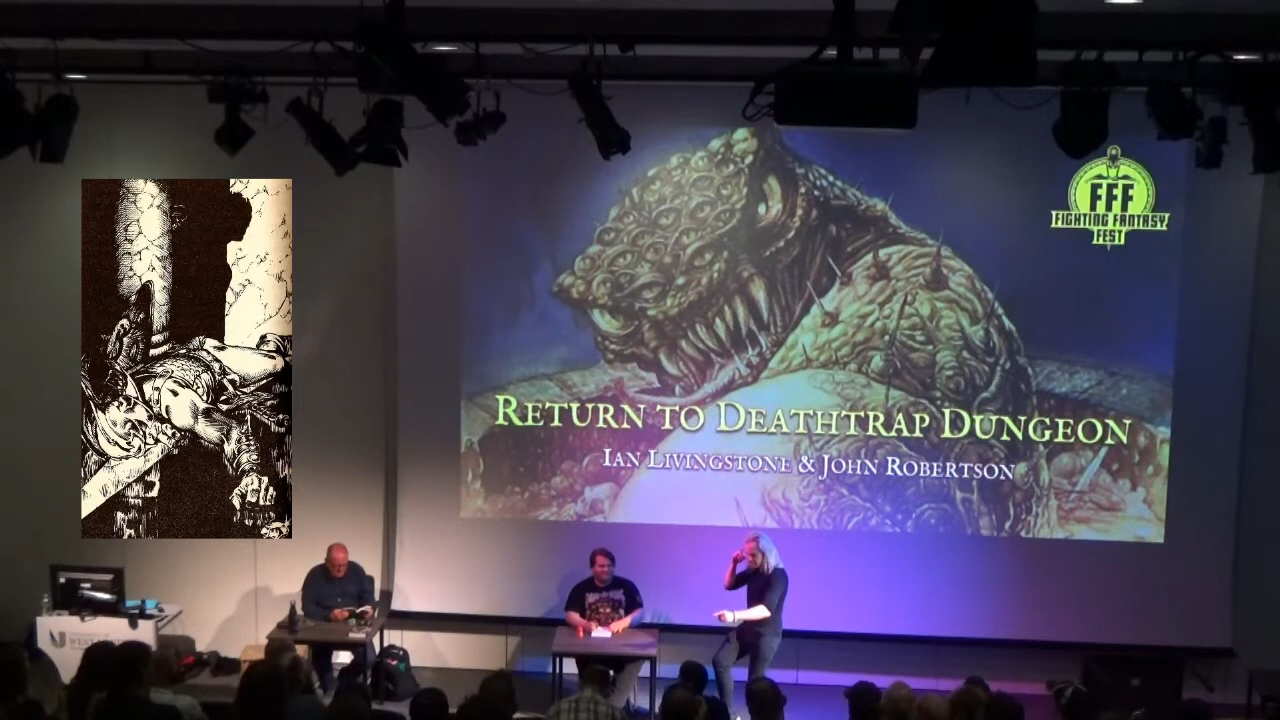 FFF
FIGHTING FANTASY
FEST
RETURN TO DEATHTRAP DUNGEON
IAN LIVINGSTONE & JOHN ROBERTSON